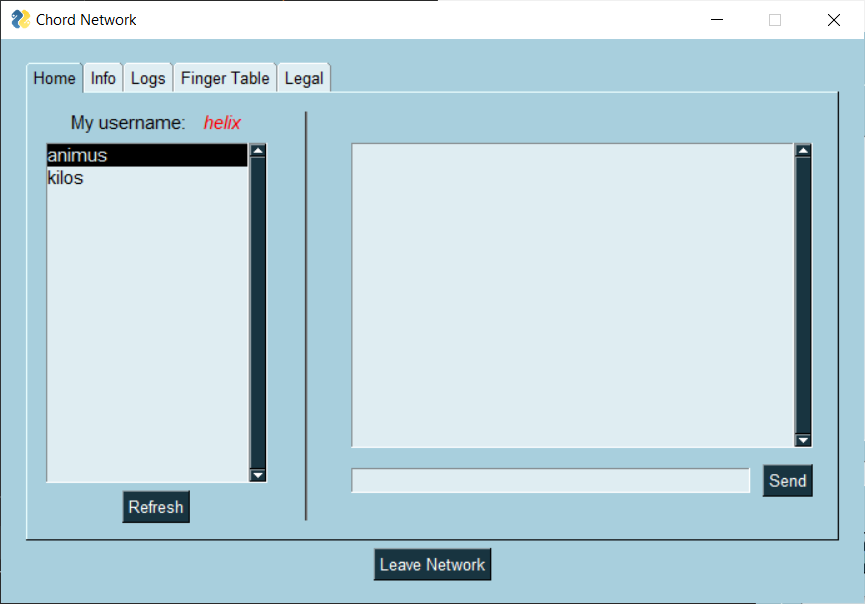 Chord Network
Home Info Logs Finger Table Legal
My username: helix
animus
kilos
Refresh
Send
Leave Network